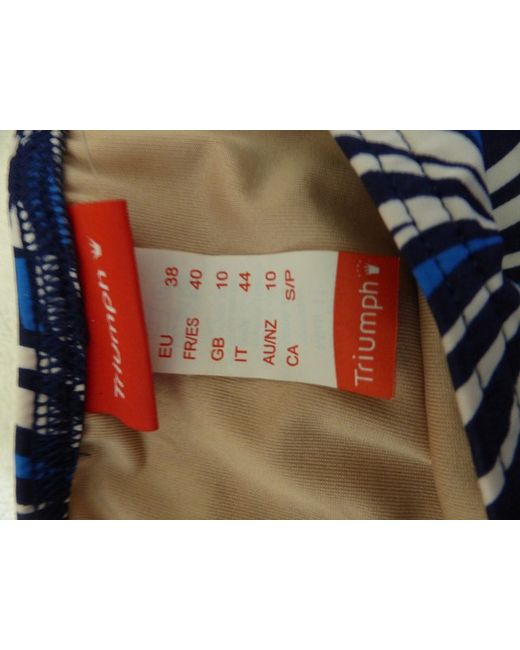 Triumph
EU 38
FR/ES 40
GB 10
IT 44
AU/NZ 10
CA S/P
Triumph